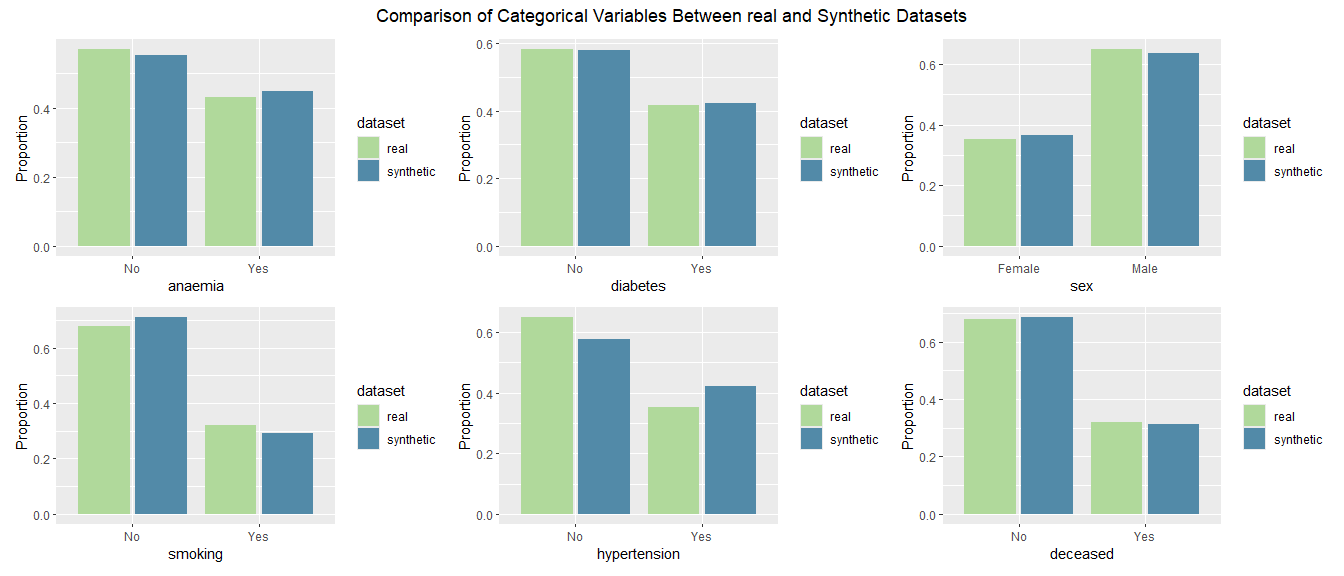 Comparison of Categorical Variables Between real and Synthetic Datasets
Proportion
0.4
0.2
0.0
No Yes
anaemia
dataset
real
synthetic
Proportion
0.6
0.4
0.2
0.0
No Yes
diabetes
dataset
real
synthetic
Proportion
0.6
0.4
0.2
0.0
Female Male
sex
dataset
real
synthetic
Proportion
0.6
0.4
0.2
0.0
No Yes
smoking
dataset
real
synthetic
Proportion
0.6
0.4
0.2
0.0
No Yes
hypertension
dataset
real
synthetic
Proportion
0.6
0.4
0.2
0.0
No Yes
deceased
dataset
real
synthetic